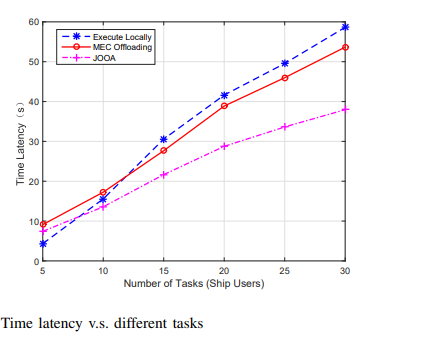 60
50
40
30
20
10
0
Time Latency（s）
Execute Locally
MEC Offloading
JOOA
5 10 15 20 25 30
Number of Tasks (Ship Users)
Time latency v.s. different tasks